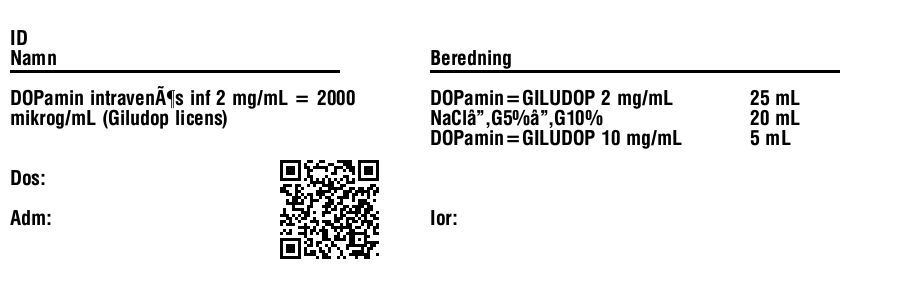 ID
Namn
DOPamin intravenÃ¶s inf 2 mg/mL = 2000
mikrog/mL (Giludop licens)
Dos:
Adm:
Beredning
DOPamin=GILUDOP 2 mg/mL 25 mL
NaClâ”‚G5%â”‚G10% 20 mL
DOPamin=GILUDOP 10 mg/mL 5 mL
Ior: